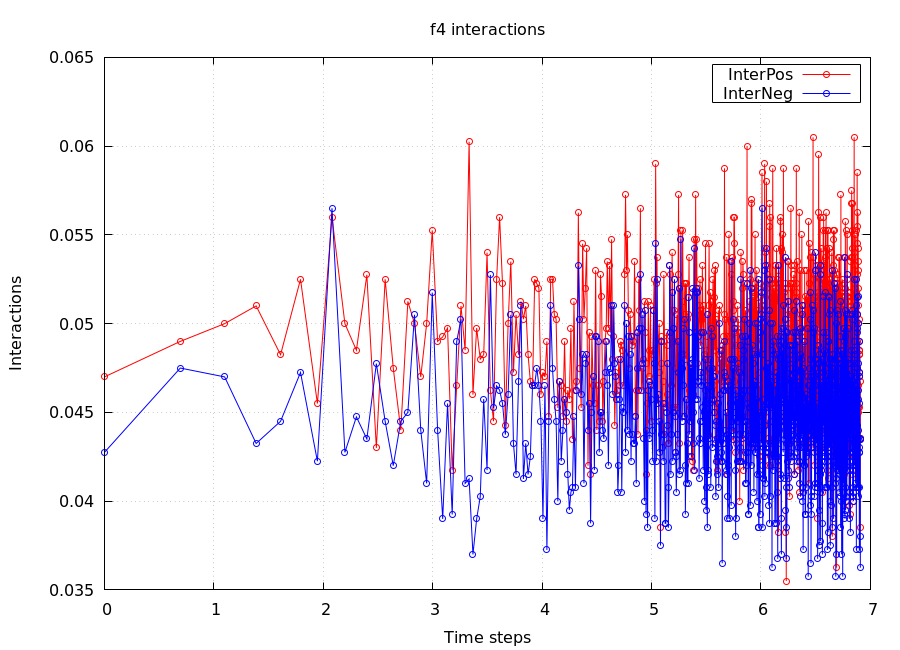 f4 interactions
0.065
InterPos
InterNeg
0.06
0.055
0.05
0.045
0.04
0.035
Interactions
0 1 2 3 4 5 6 7
Time steps